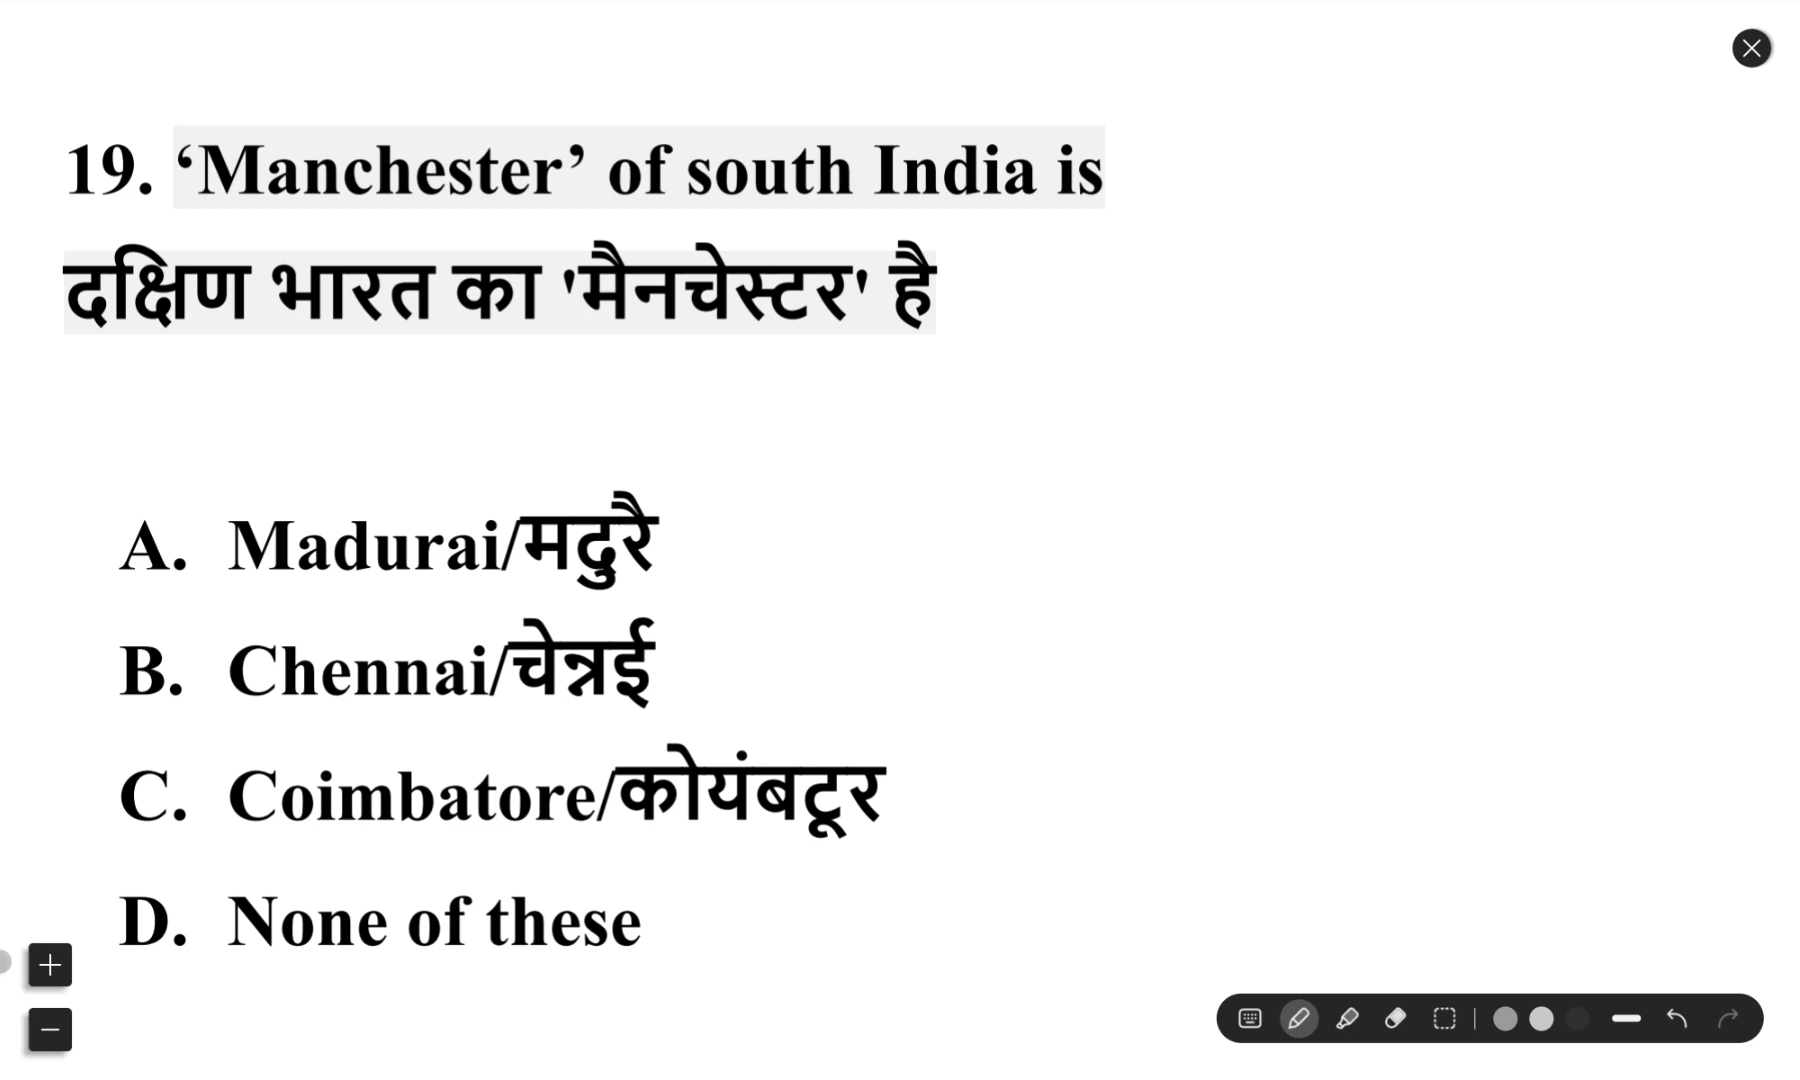 19. ‘Manchester’ of south India is
दक्षिण भारत का 'मैनचेस्टर' है
A. Madurai/मदुरै
B. Chennai/चेन्नई
C. Coimbatore/कोयंबटूर
D. None of these